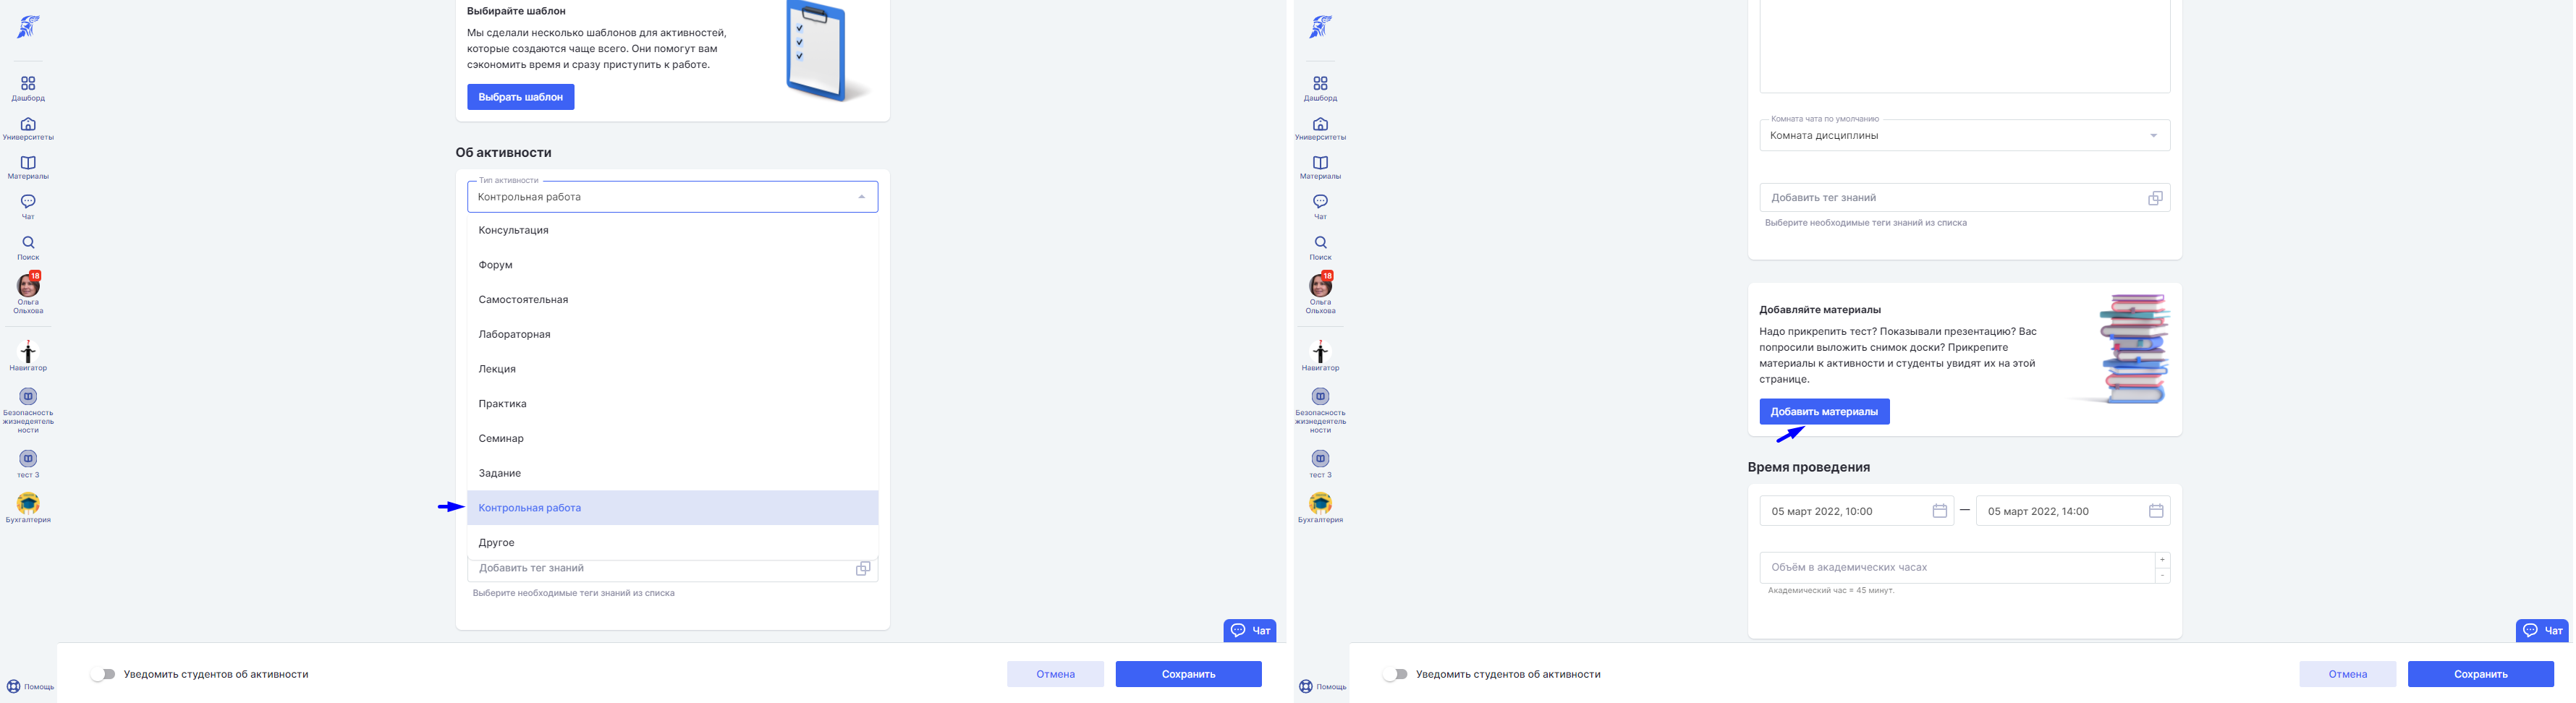 Дашборд
Университеты
Материалы
Чат
Поиск
18
Ольга
Ольхова
Навигатор
Безопасность
жизнедеятель
ности
тест 3
Бухгалтерия
Помощь
Выбирайте шаблон
Мы сделали несколько шаблонов для активностей,
которые создаются чаще всего. Они помогут вам
сэкономить время и сразу приступить к работе.
Выбрать шаблон
Об активности
Тип активности
Контрольная работа
Консультация
Форум
Самостоятельная
Лабораторная
Лекция
Практика
Семинар
Задание
Контрольная работа
Другое
Добавить тег знаний
Выберите необходимые теги знаний из списка
Чат
Уведомить студентов об активности
Отмена
Сохранить
Дашборд
Университеты
Материалы
Чат
Поиск
18
Ольга
Ольхова
Навигатор
Безопасность
жизнедеятель
ности
тест 3
Бухгалтерия
Помощь
Комната чата по умолчанию
Комната дисциплины
Добавить тег знаний
Выберите необходимые теги знаний из списка
Добавляйте материалы
Надо прикрепить тест? Показывали презентацию? Вас
попросили выложить снимок доски? Прикрепите
материалы к активности и студенты увидят их на этой
странице.
Добавить материалы
Время проведения
05 март 2022, 10:00 — 05 март 2022, 14:00
Объём в академических часах
+
-
Академический час = 45 минут.
Чат
Уведомить студентов об активности
Отмена
Сохранить